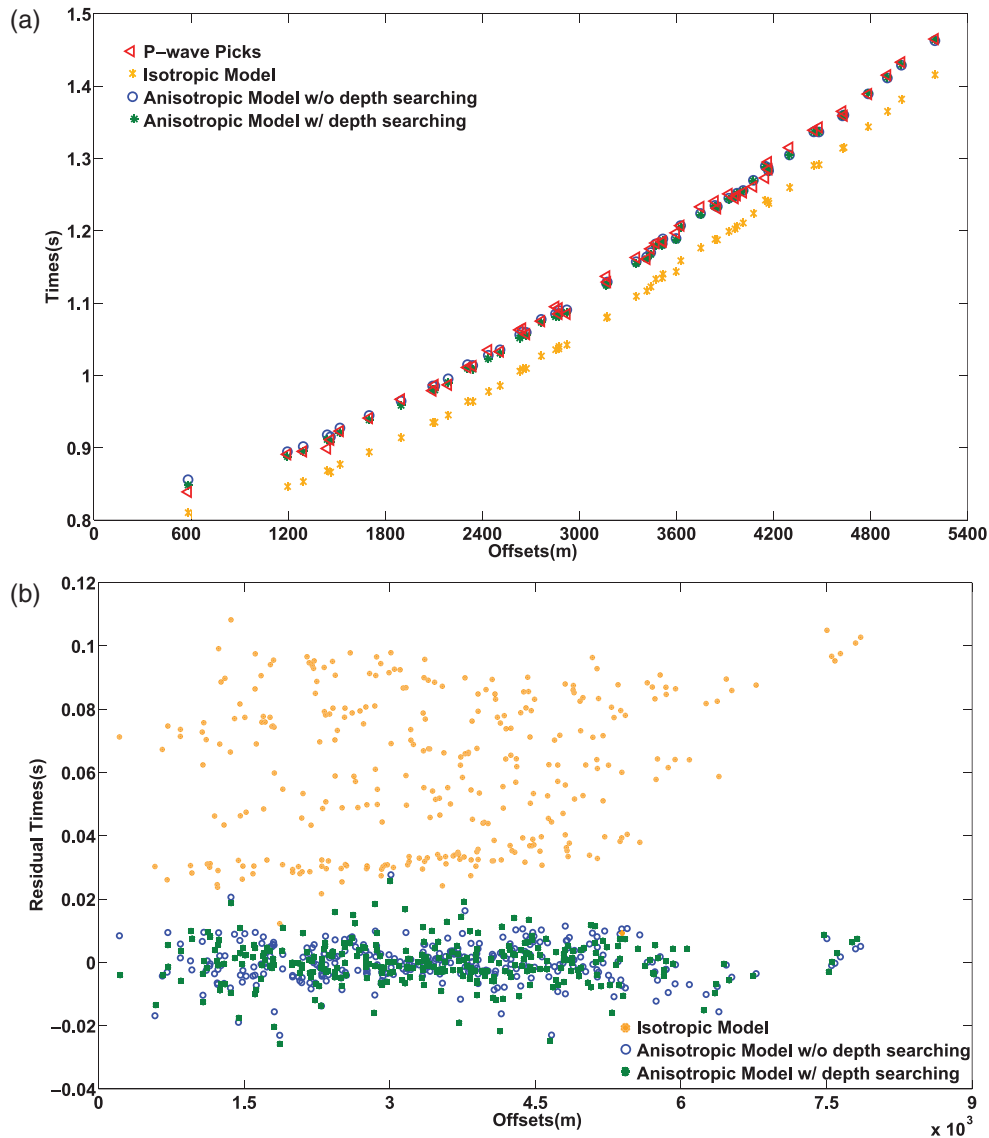 (a)
1.5
1.4
1.3
1.2
1.1
1
0.9
0.8
Times(s)
P–wave Picks
Isotropic Model
Anisotropic Model w/o depth searching
Anisotropic Model w/ depth searching
0 600 1200 1800 2400 3000 3600 4200 4800 5400
Offsets(m)
(b)
0.12
0.1
0.08
0.06
0.04
0.02
0
–0.02
–0.04
Residual Times(s)
Isotropic Model
Anisotropic Model w/o depth searching
Anisotropic Model w/ depth searching
0 1.5 3 4.5 6 7.5 9
Offsets(m)
x 10³